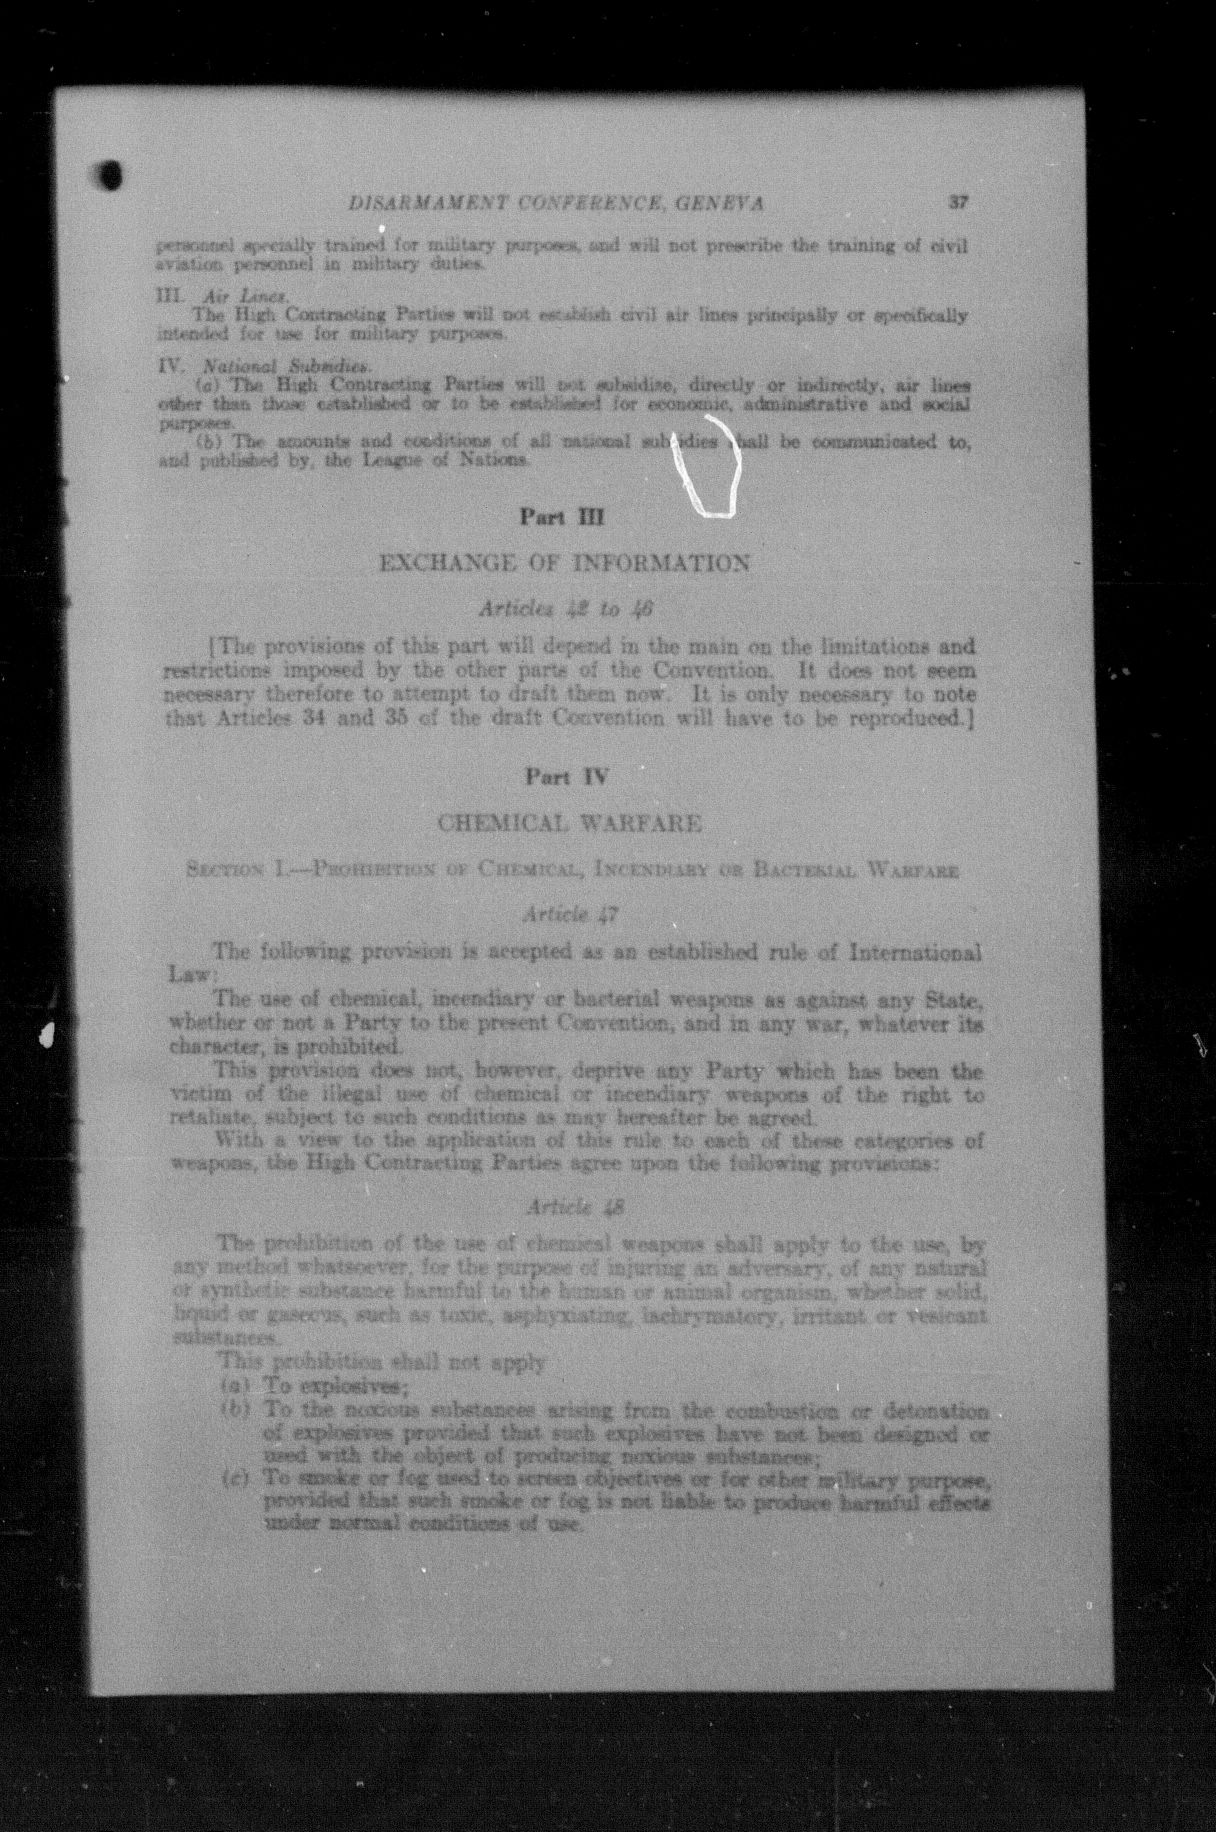 DISARMAMENT CONFERENCE, GENEVA 37
personnel specially trained for military purposes, and will not prescribe the training of civil
aviation personnel in military duties.
III. Air Lines.
The High Contracting Parties will not establish civil air lines principally or specifically
intended for use for military purposes.
IV. National Subsidies.
(a) The High Contracting Parties will not subsidise, directly or indirectly, air lines
other than those established or to be established for economic, administrative and social
purposes.
(b) The amounts and conditions of all national subsidies shall be communicated to,
and published by, the League of Nations.
Part III
EXCHANGE OF INFORMATION
Articles 42 to 46
[The provisions of this part will depend in the main on the limitations and
restrictions imposed by the other parts of the Convention. It does not seem
necessary therefore to attempt to draft them now. It is only necessary to note
that Articles 34 and 35 of the draft Convention will have to be reproduced.]
Part IV
CHEMICAL WARFARE
SECTION I.—PROHIBITION OF CHEMICAL, INCENDIARY OR BACTERIAL WARFARE
Article 47
The following provision is accepted as an established rule of International
Law:
The use of chemical, incendiary or bacterial weapons as against any State,
whether or not a Party to the present Convention, and in any war, whatever its
character, is prohibited.
This provision does not, however, deprive any Party which has been the
victim of the illegal use of chemical or incendiary weapons of the right to
retaliate, subject to such conditions as may hereafter be agreed.
With a view to the application of this rule to each of these categories of
weapons, the High Contracting Parties agree upon the following provisions:
Article 48
The prohibition of the use of chemical weapons shall apply to the use, by
any method whatsoever, for the purpose of injuring an adversary, of any natural
or synthetic substance harmful to the human or animal organism, whether solid,
liquid or gaseous, such as toxic, asphyxiating, lachrymatory, irritant or vesicant
substances.
This prohibition shall not apply
(a) To explosives;
(b) To the noxious substances arising from the combustion or detonation
of explosives provided that such explosives have not been designed or
used with the object of producing noxious substances;
(c) To smoke or fog used to screen objectives or for other military purpose,
provided that such smoke or fog is not liable to produce harmful effects
under normal conditions of use.